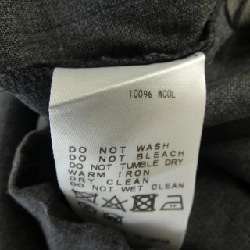 100% WOOL
DO NOT WASH
DO NOT BLEACH
DO NOT TUMBLE DRY
WARM IRON
DRY CLEAN
DO NOT WET CLEAN